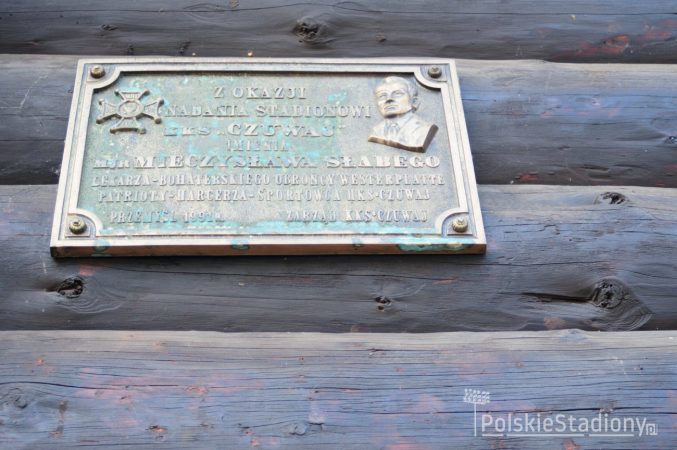 Z OKAZJI
NADANIA STADIONOWI
KKS „CZUWAJ”
IMIENIA
MJR MIECZYSŁAWA SŁABEGO
LEKARZA-BOHATERSKIEGO OBROŃCY WESTERPLATTE
PATRIOTY-HARCERZA-SPORTOWCA HKS-CZUWAJ
PRZEMYŚL ZARZĄD KKS-CZUWAJ
PolskieStadiony.pl